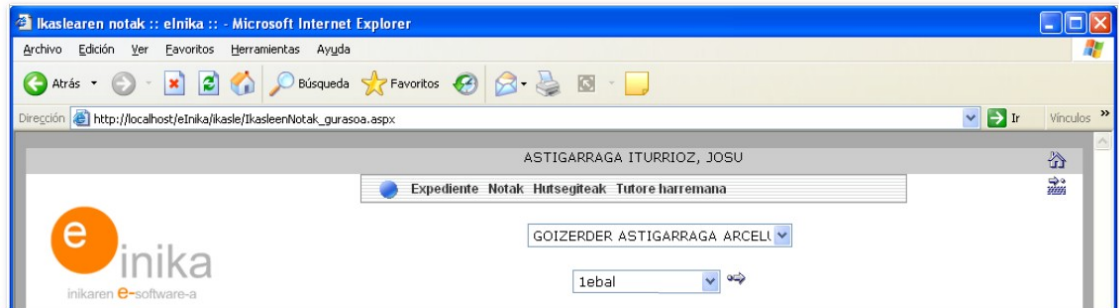 Ikaslearen notak :: eInika :: - Microsoft Internet Explorer
Archivo Edición Ver Favoritos Herramientas Ayuda
Atrás Búsqueda Favoritos
Dirección http://localhost/eInika/ikasle/IkasleenNotak_gurasoa.aspx Ir Vínculos »
ASTIGARRAGA ITURRIOZ, JOSU
Expediente Notak Hutsegiteak Tutore harremana
GOIZERDER ASTIGARRAGA ARCELU
1ebal
e inika
inikaren e-software-a